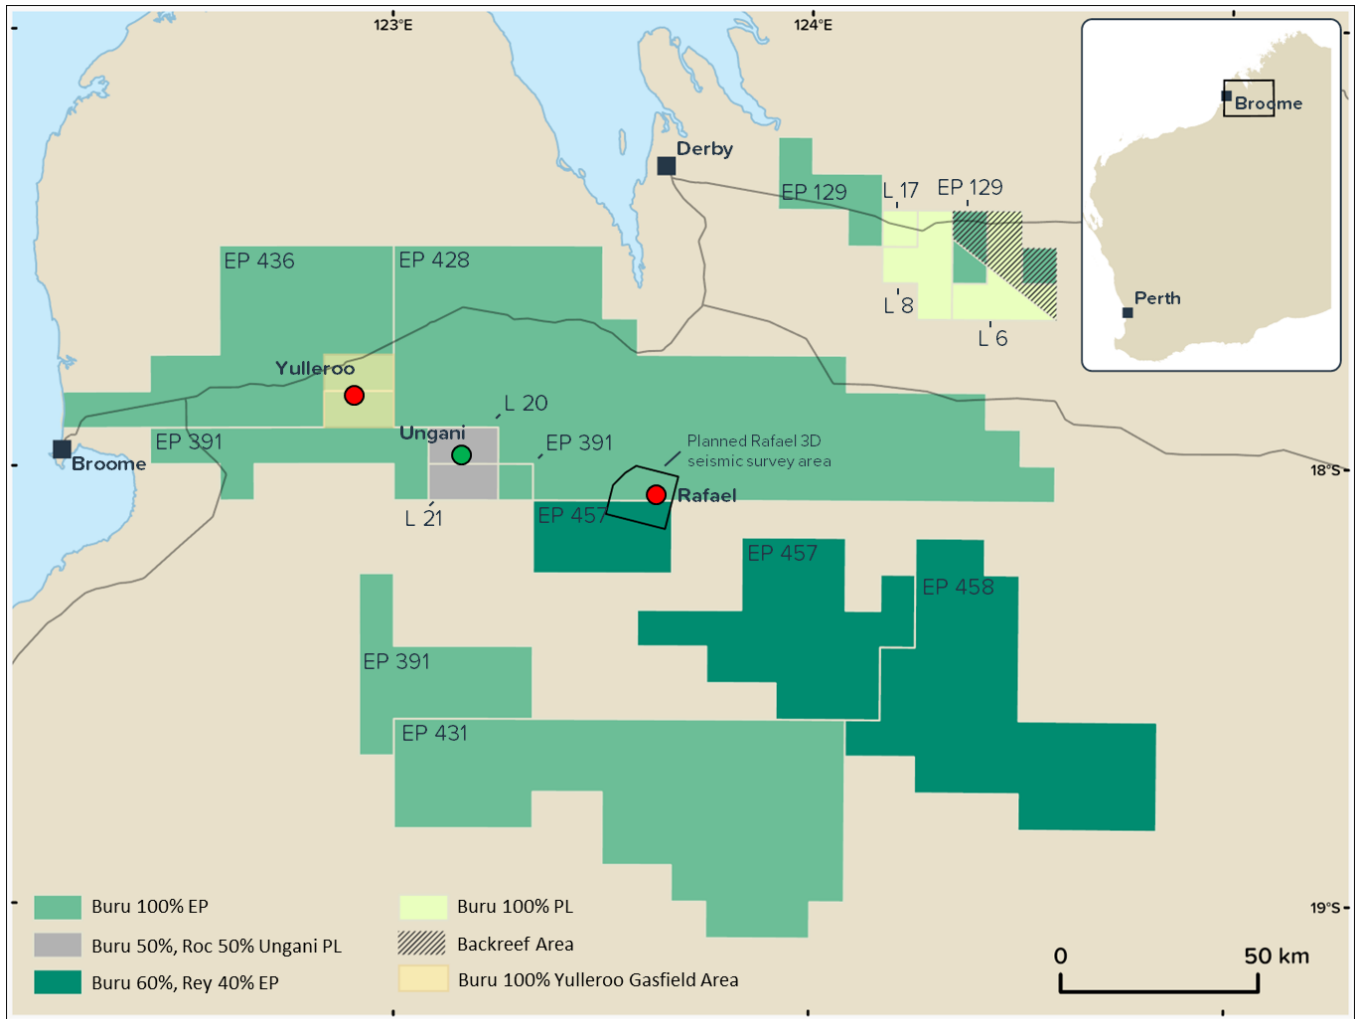 123°E
124°E
Broome
Perth
Derby
EP 129
L 17
EP 129
L 8
L 6
EP 436
EP 428
Yulleroo
L 20
Ungani
EP 391
EP 391
Planned Rafael 3D
seismic survey area
Broome
18°S
Rafael
L 21
EP 457
EP 457
EP 458
EP 391
EP 431
Buru 100% EP
Buru 50%, Roc 50% Ungani PL
Buru 60%, Rey 40% EP
Buru 100% PL
Backreef Area
Buru 100% Yulleroo Gasfield Area
19°S
0
50 km